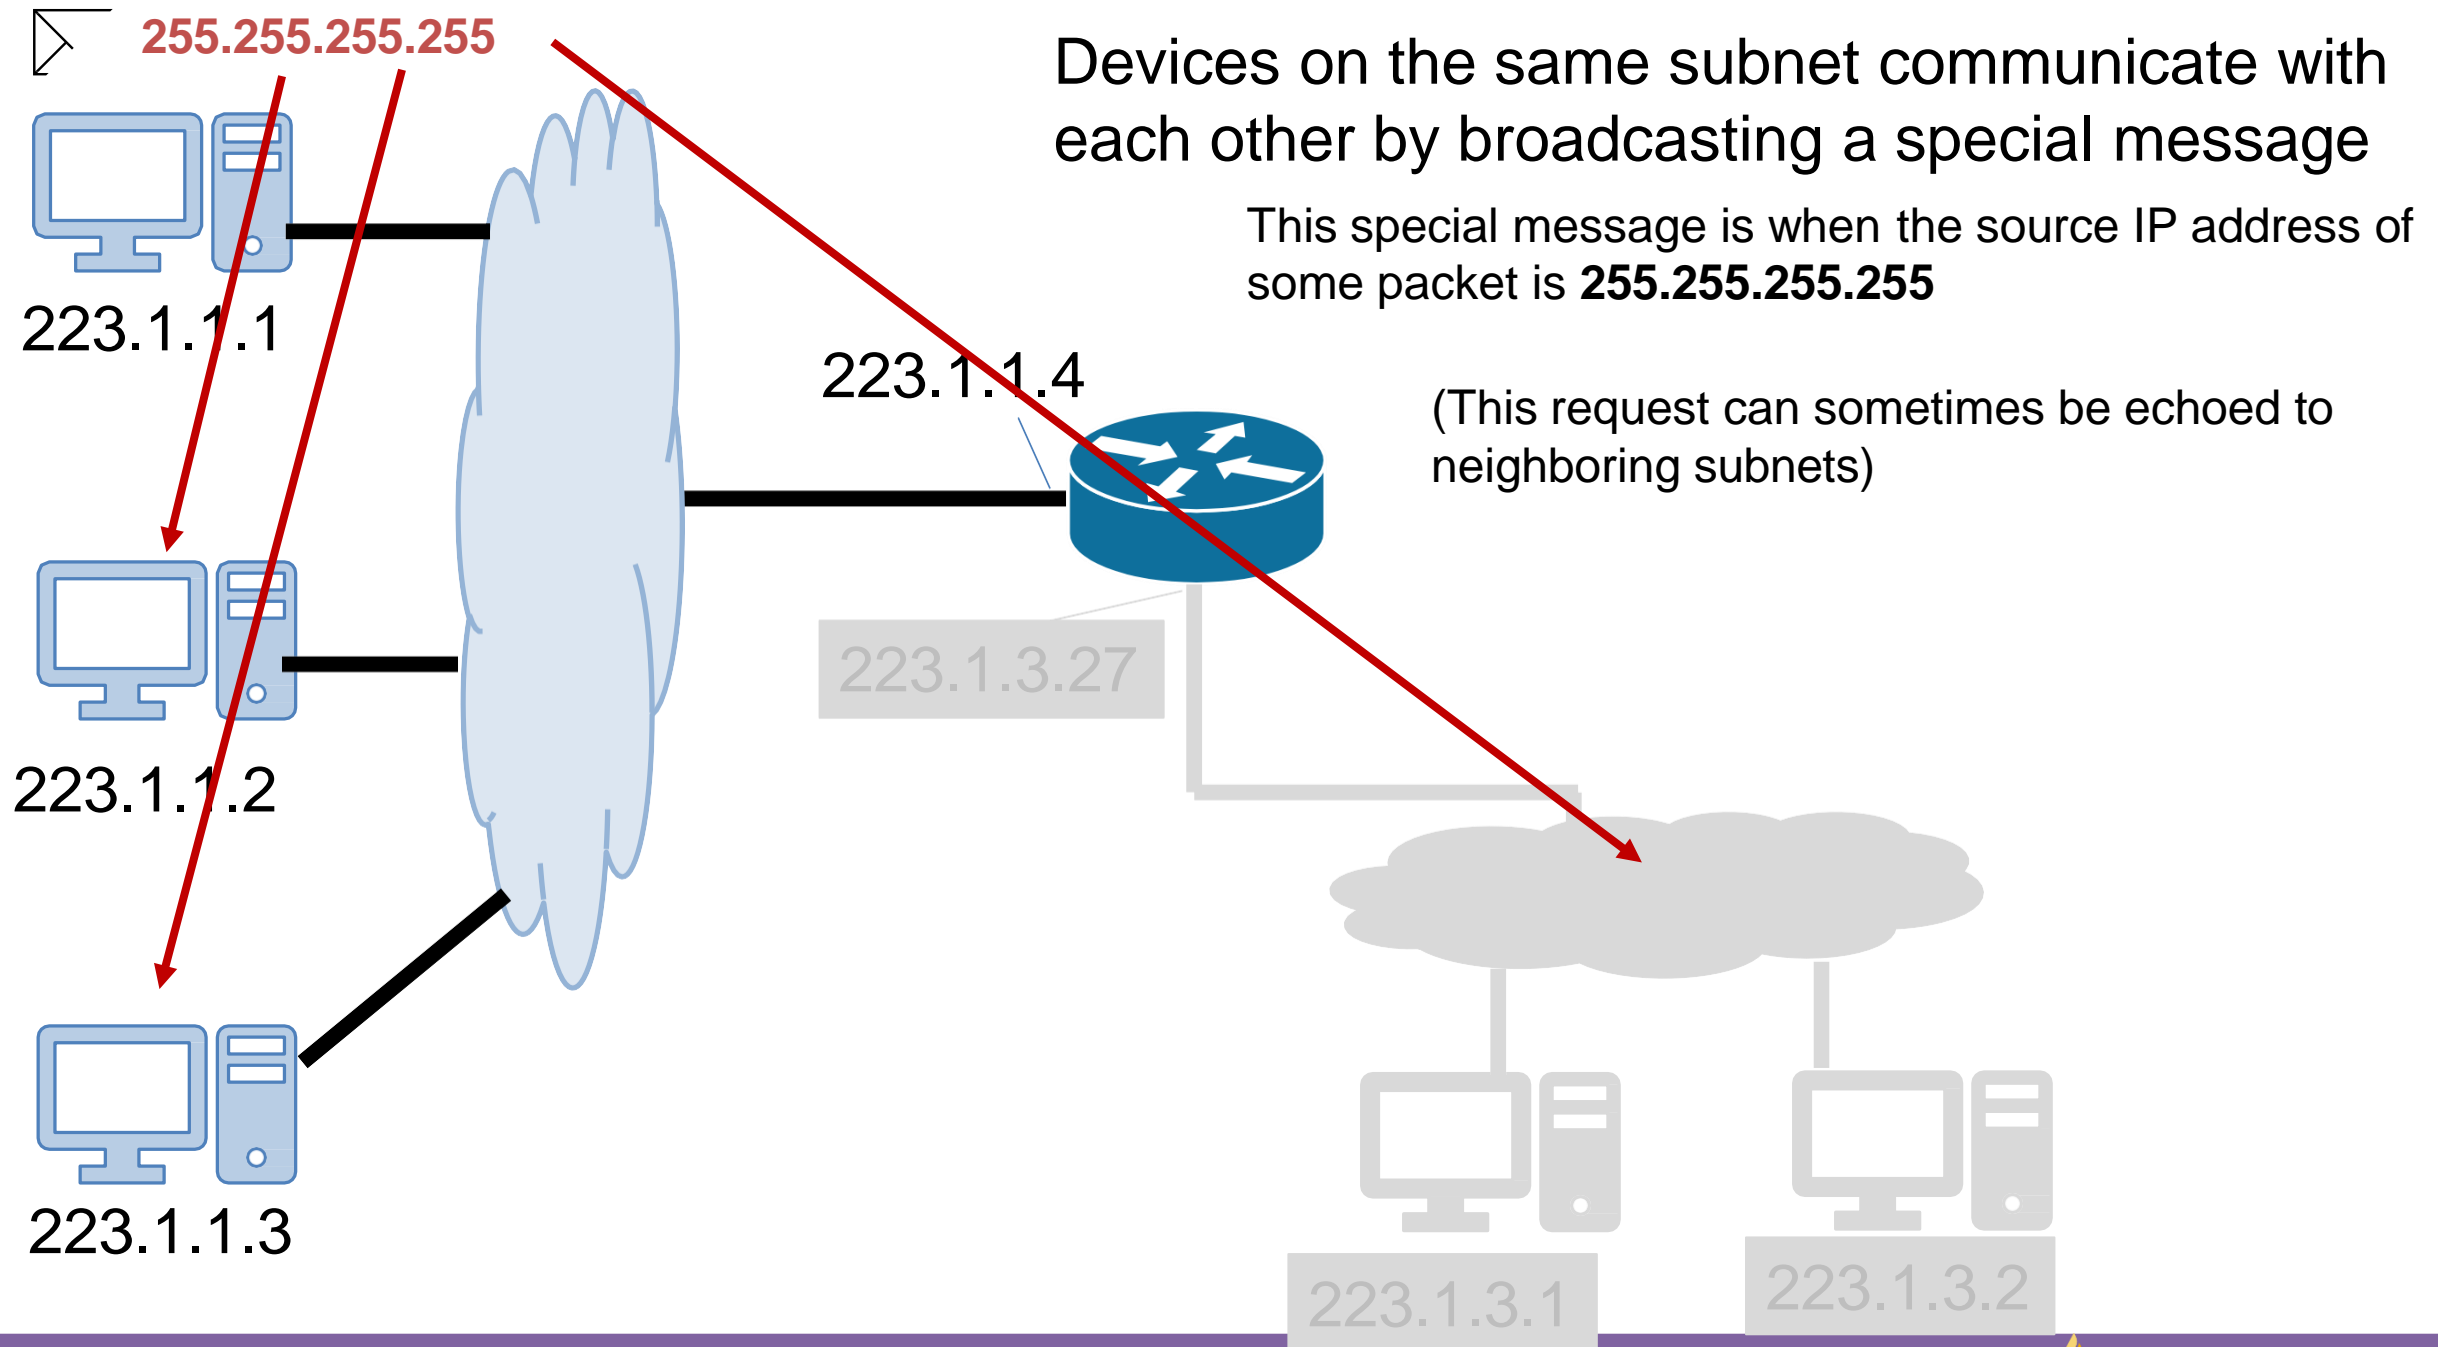 255.255.255.255
Devices on the same subnet communicate with
each other by broadcasting a special message
This special message is when the source IP address of
some packet is 255.255.255.255
223.1.1.1
223.1.1.4
(This request can sometimes be echoed to
neighboring subnets)
223.1.3.27
223.1.1.2
223.1.1.3
223.1.3.1
223.1.3.2